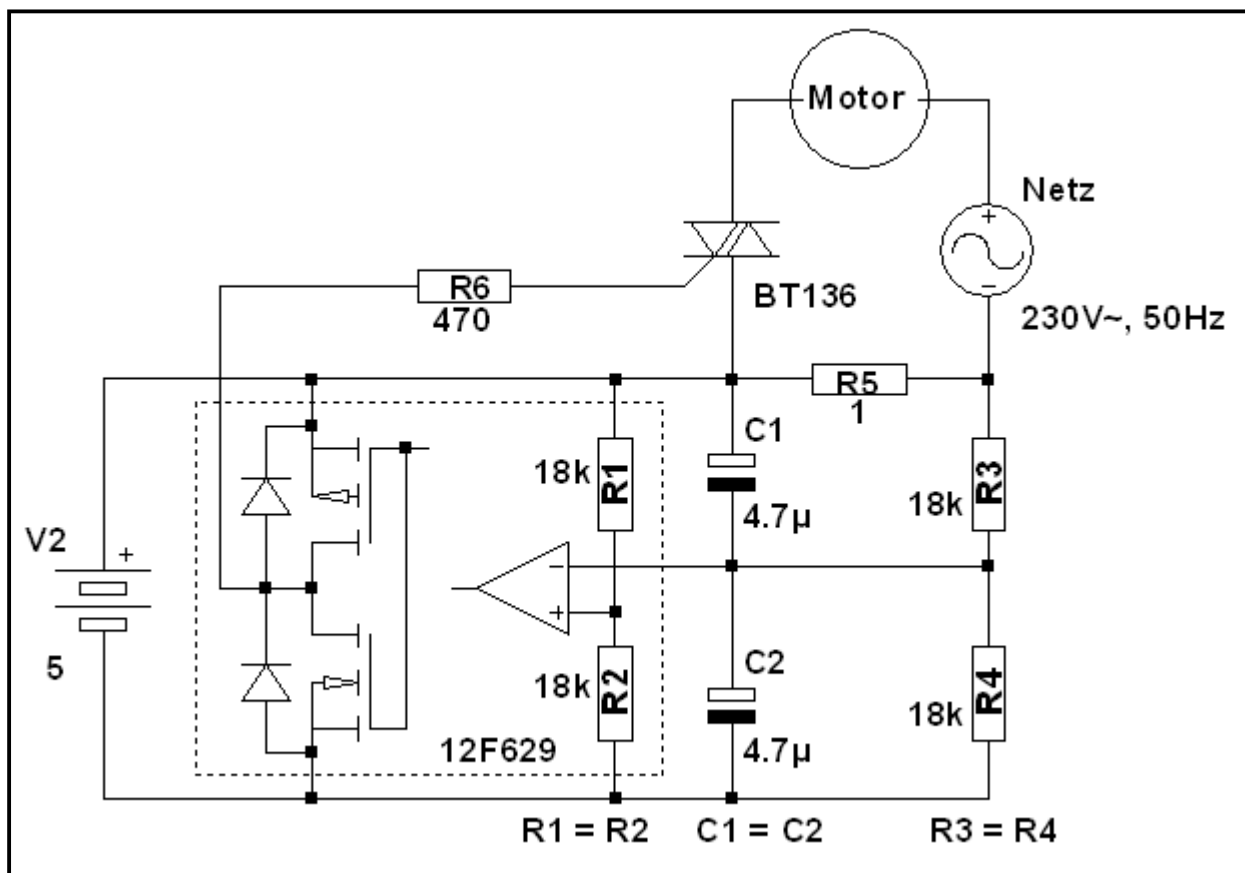 Motor
Netz
+
−
BT136
230V~, 50Hz
R6
470
R5
1
C1
18k
R1
4.7µ
18k
R3
V2
+
−
+
5
C2
18k
R2
4.7µ
18k
R4
12F629
R1 = R2
C1 = C2
R3 = R4